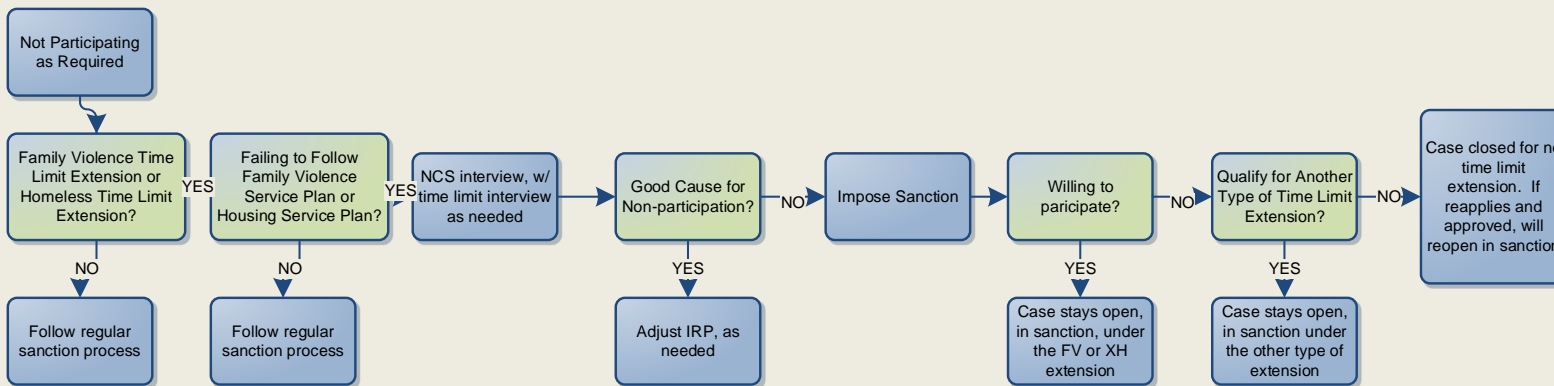 Not Participating
as Required
Family Violence Time
Limit Extension or
Homeless Time Limit
Extension?
YES
Failing to Follow
Family Violence
Service Plan or
Housing Service Plan?
YES
NCS interview, w/
time limit interview
as needed
Good Cause for
Non-participation?
NO
Impose Sanction
Willing to
paricipate?
NO
Qualify for Another
Type of Time Limit
Extension?
NO
Case closed for
time limit
extension. If
reapplies and
approved, will
reopen in
NO
Follow regular
sanction process
NO
Follow regular
sanction process
YES
Adjust IRP, as
needed
YES
Case stays open,
in sanction, under
the FV or XH
extension
YES
Case stays open,
in sanction under
the other type of
extension